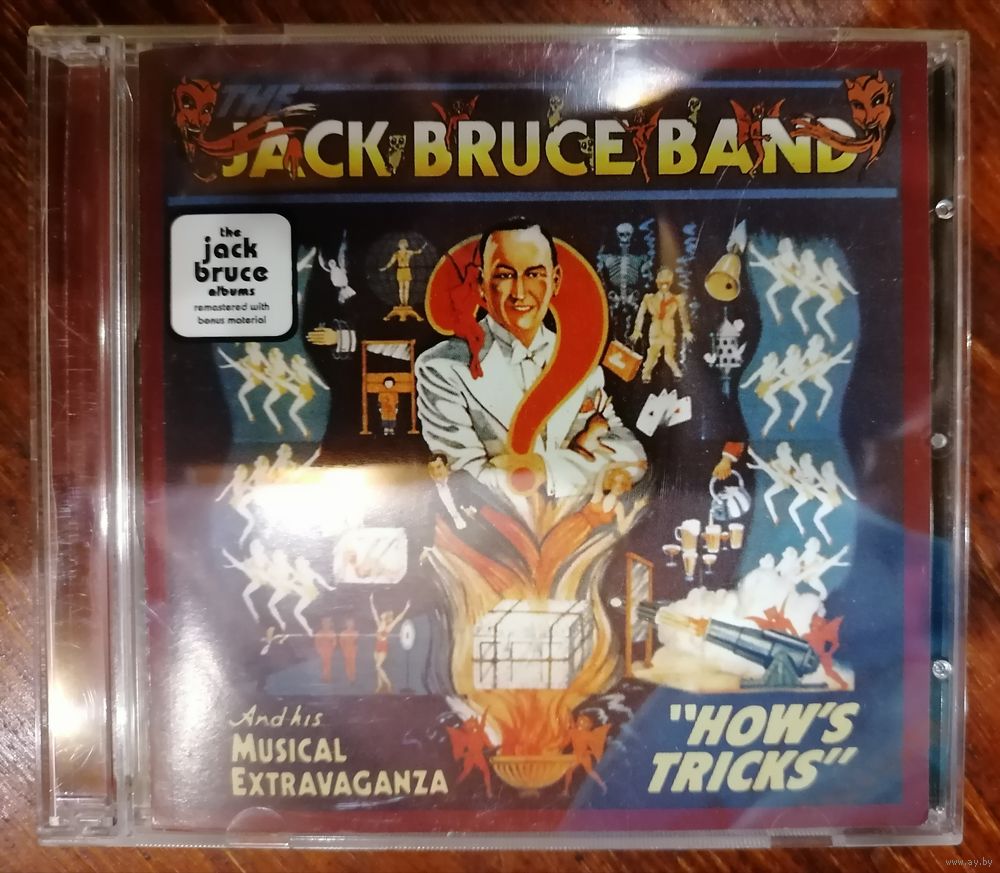 THE
JACK BRUCE BAND
the
jack
bruce
albums
remastered with
bonus material
?
And his
MUSICAL
EXTRAVAGANZA
"HOW'S
TRICKS"
www.ay.by